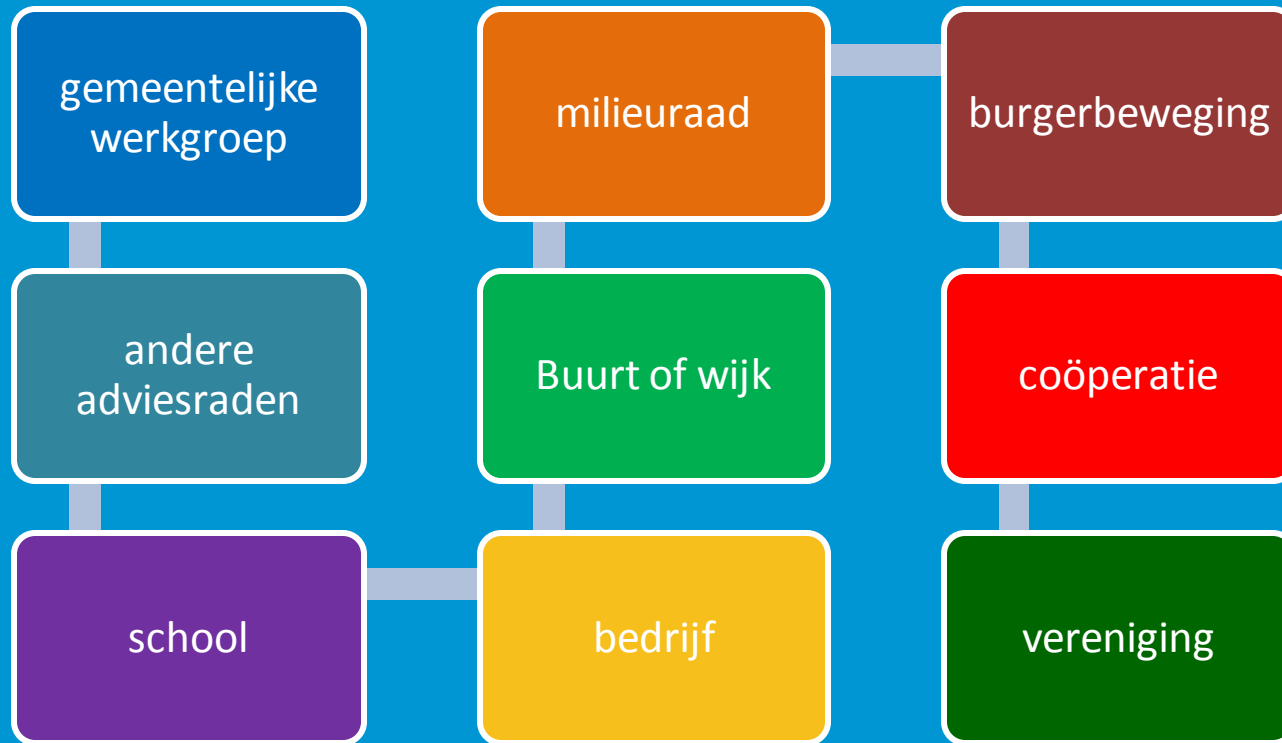 gemeentelijke
werkgroep
andere
adviesraden
school
bedrijf
Buurt of wijk
milieuraad
burgerbeweging
coöperatie
vereniging